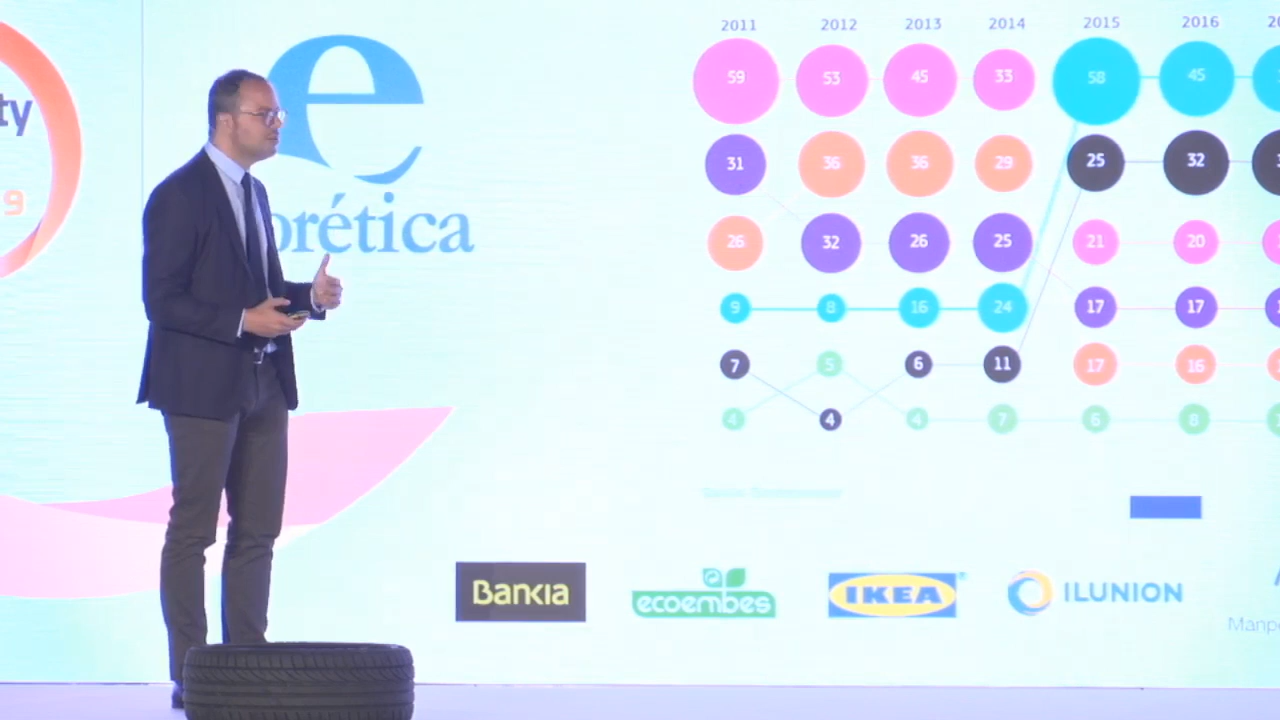 ty
9
orética
2011 2012 2013 2014 2015 2016 20
59 53 45 33 58 45
31 36 36 29 25 32
26 32 26 25 21 20
9 8 16 24 17 17
7 5 6 11 17 16
4 4 4 7 6 8
Bankia
ecoembes
IKEA
ILUNION
Manp